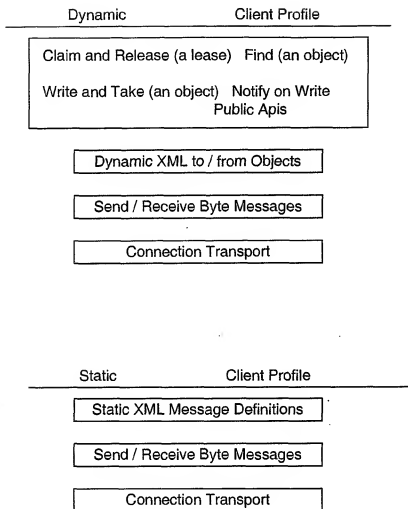 Dynamic Client Profile
Claim and Release (a lease) Find (an object)
Write and Take (an object) Notify on Write
Public Apis
Dynamic XML to / from Objects
Send / Receive Byte Messages
Connection Transport
Static Client Profile
Static XML Message Definitions
Send / Receive Byte Messages
Connection Transport